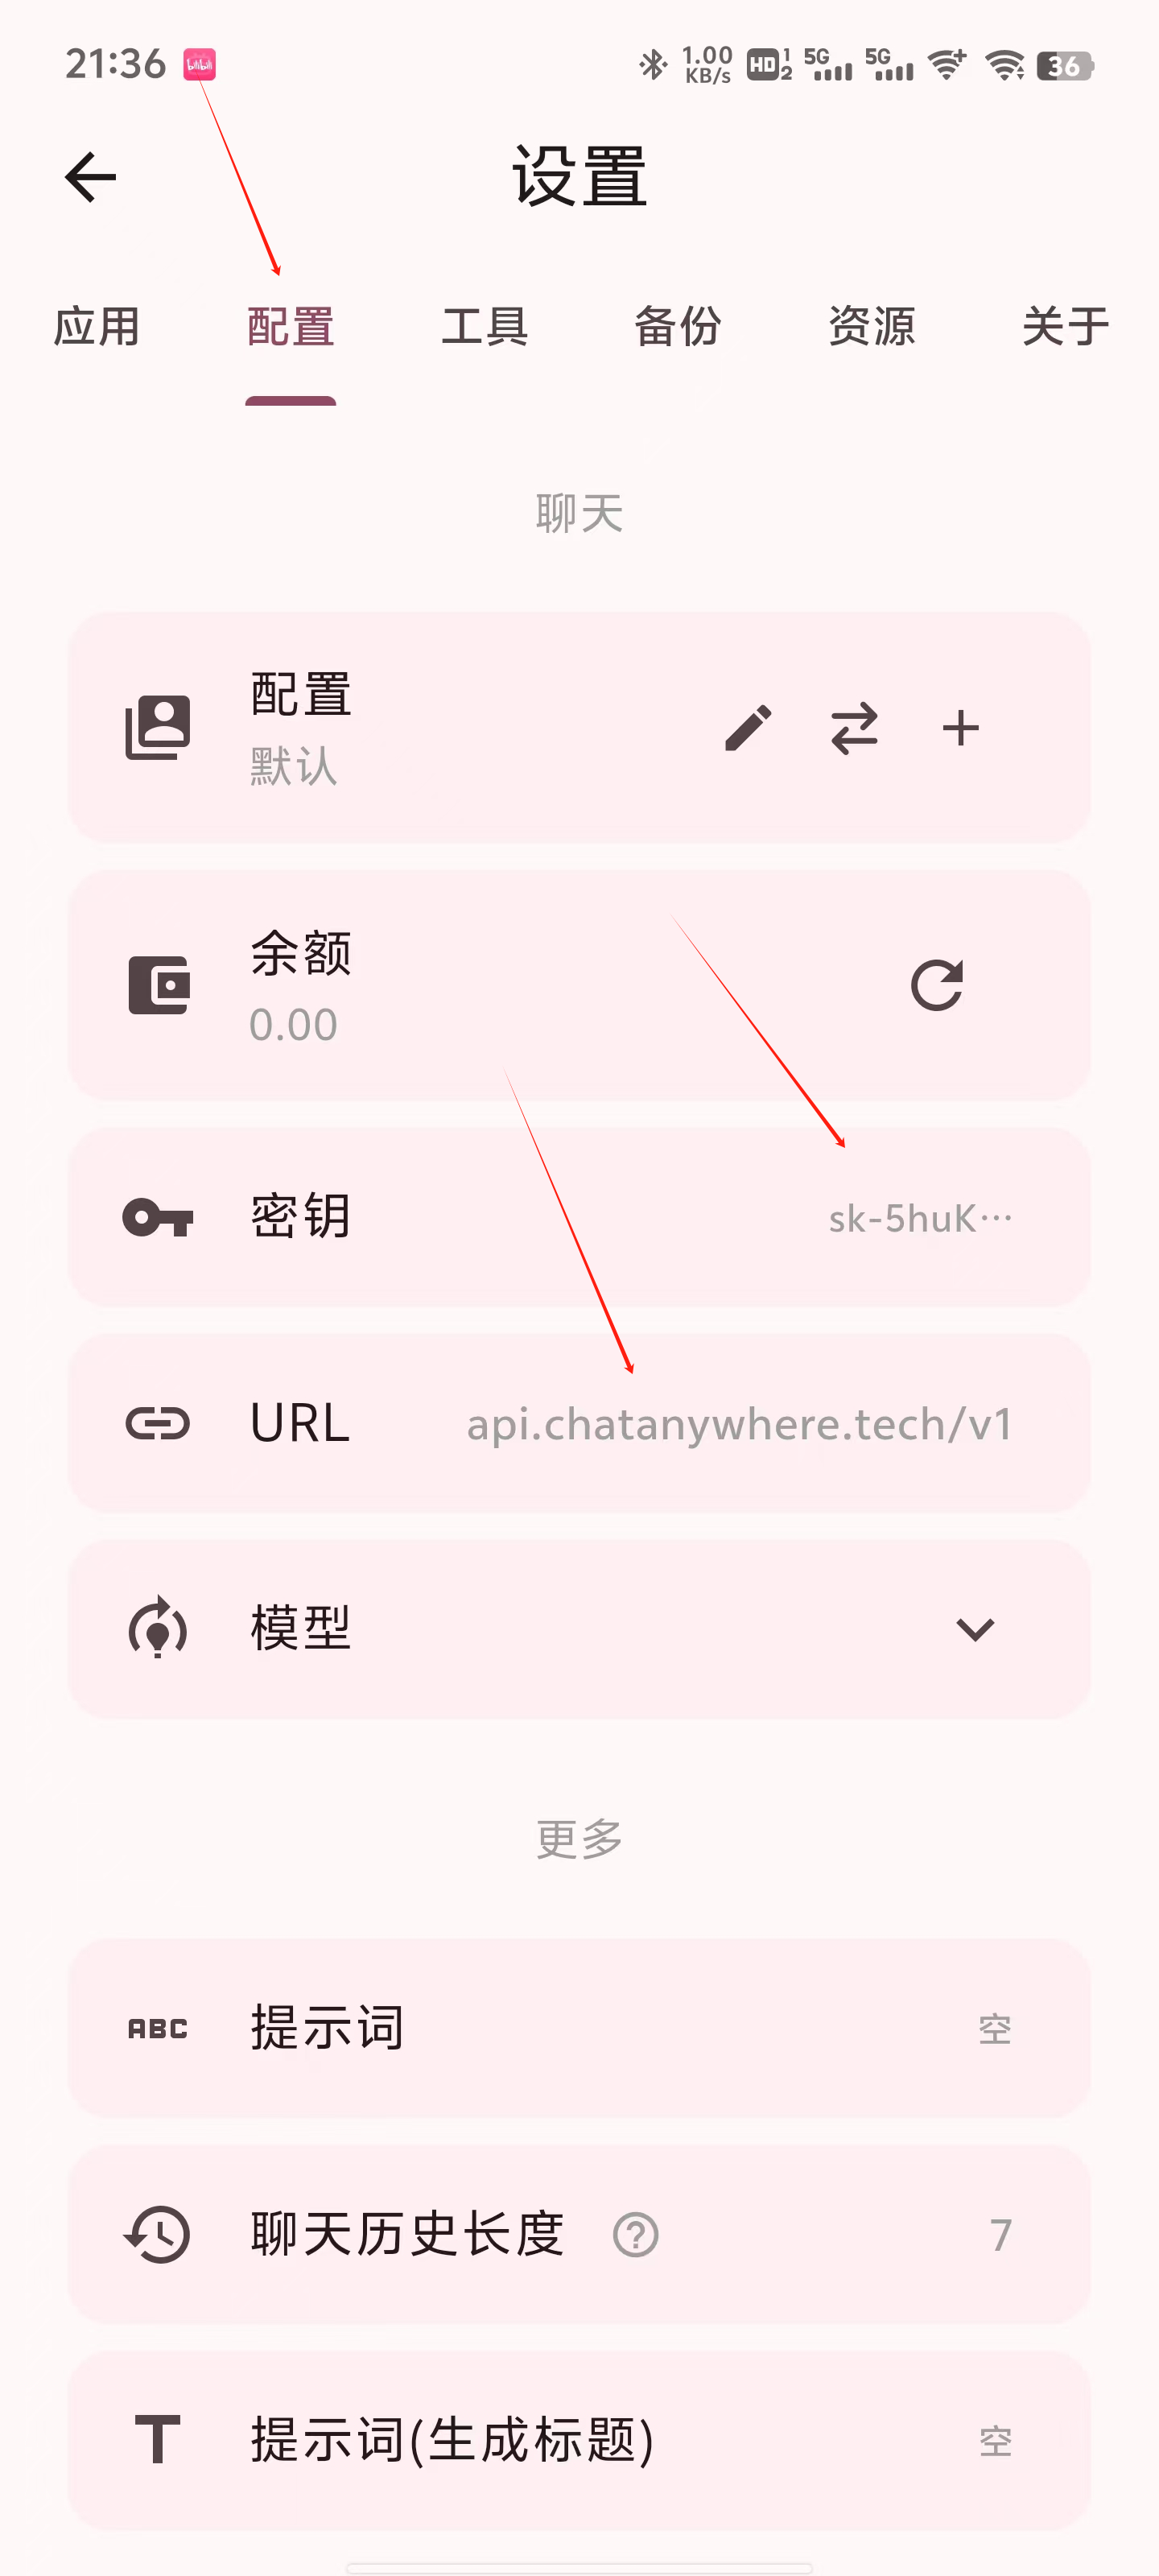 21:36
bilibili
1.00
KB/s
HD
1
2
5G
5G
36
设置
应用
配置
工具
备份
资源
关于
聊天
配置
默认
余额
0.00
密钥
sk-5huK…
URL
api.chatanywhere.tech/v1
模型
更多
ABC
提示词
空
聊天历史长度
?
7
T
提示词(生成标题)
空